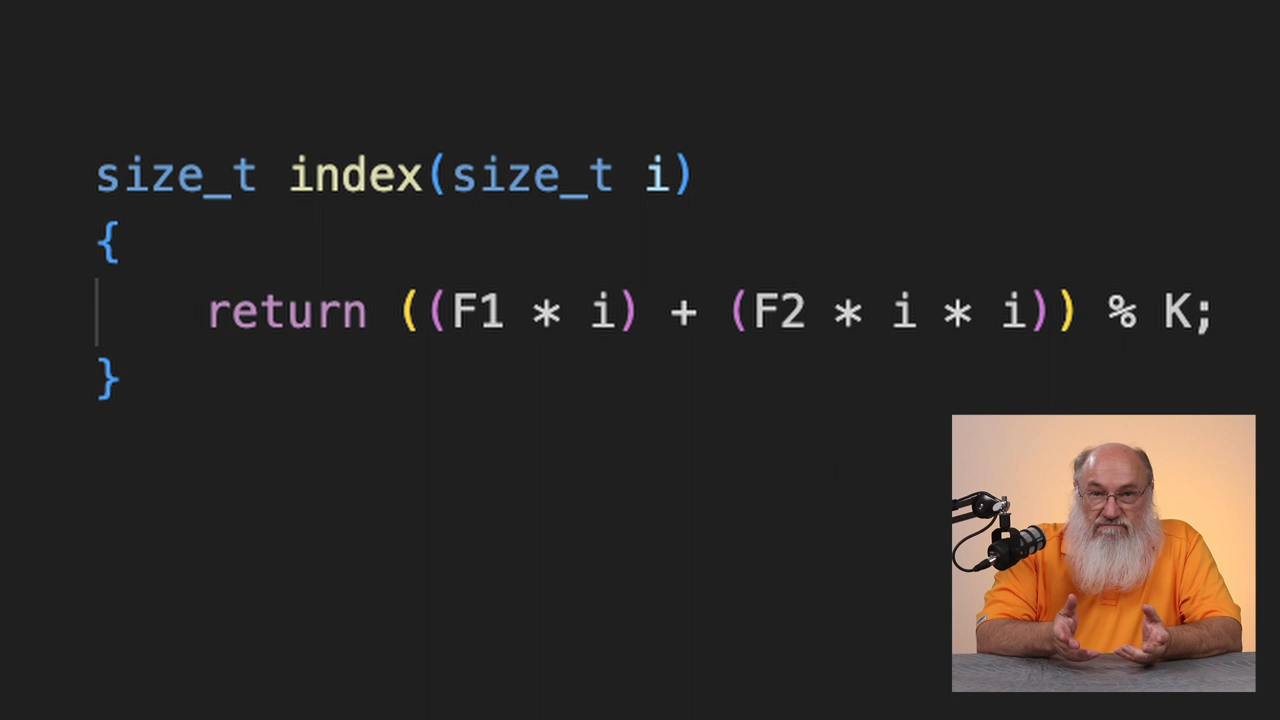 size_t index(size_t i)
{
return ((F1 * i) + (F2 * i * i)) % K;
}